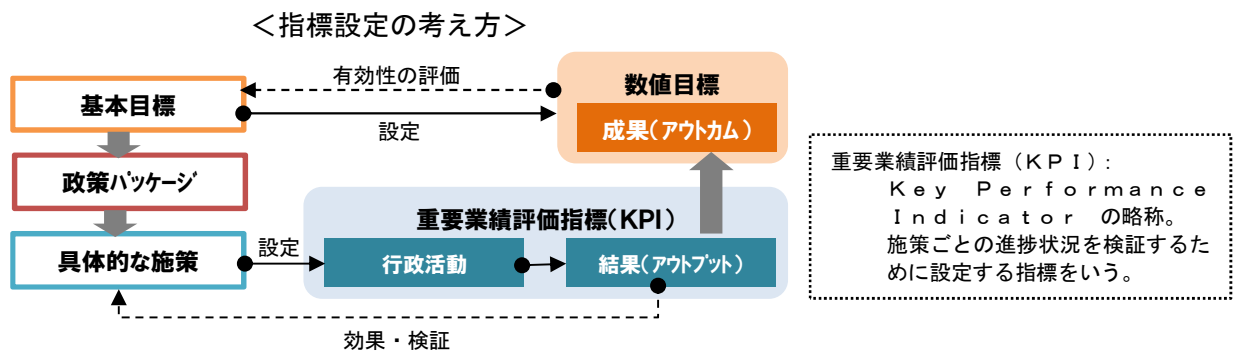 ＜指標設定の考え方＞
有効性の評価
基本目標
設定
数値目標
成果(アウトカム)
政策パッケージ
具体的な施策
設定
重要業績評価指標(KPI)
行政活動
結果(アウトプット)
効果・検証
重要業績評価指標（ＫＰＩ）：
Ｋｅｙ　Ｐｅｒｆｏｒｍａｎｃｅ
Ｉｎｄｉｃａｔｏｒ　の略称。
施策ごとの進捗状況を検証するた
めに設定する指標をいう。